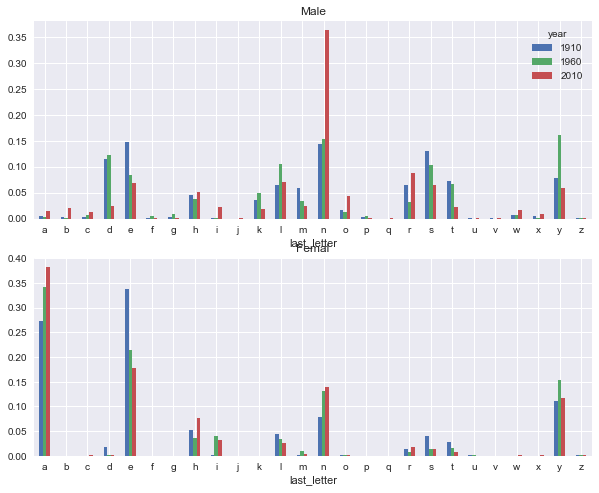 Male
year
1910
1960
2010
0.35
0.30
0.25
0.20
0.15
0.10
0.05
0.00
a b c d e f g h i j k l m n o p q r s t u v w x y z
last_letter
Femal
0.40
0.35
0.30
0.25
0.20
0.15
0.10
0.05
0.00
a b c d e f g h i j k l m n o p q r s t u v w x y z
last_letter